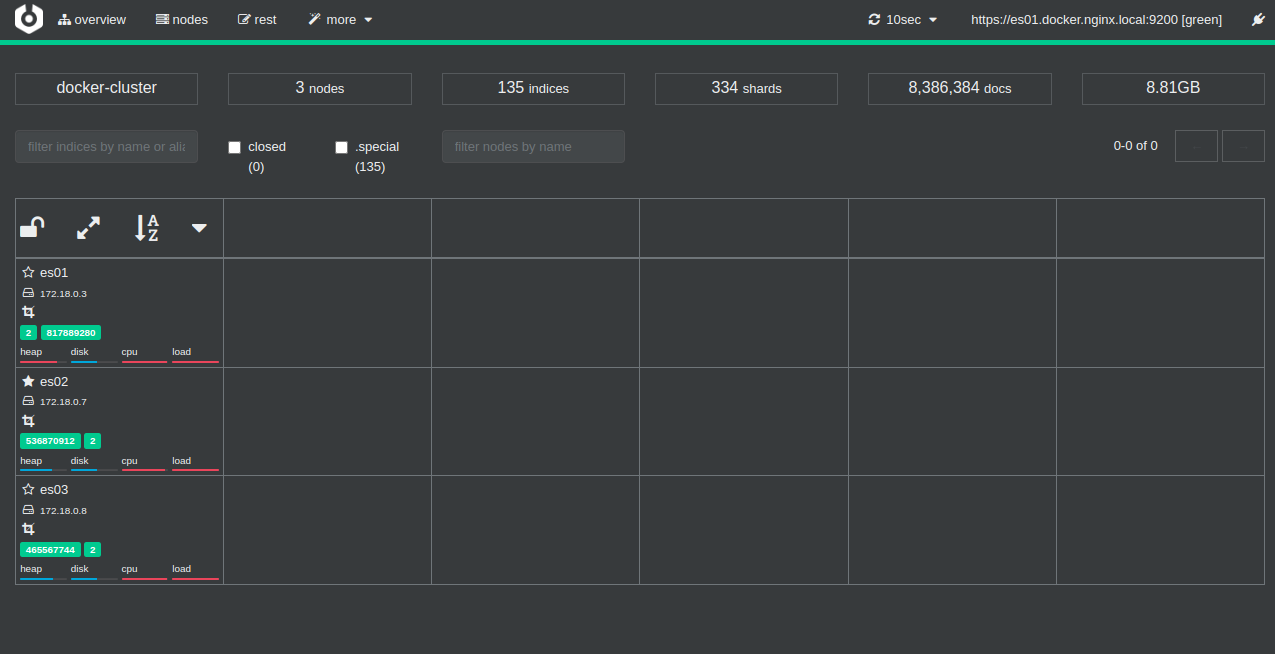 overview nodes rest more 10sec https://es01.docker.nginx.local:9200 [green]
docker-cluster 3 nodes 135 indices 334 shards 8,386,384 docs 8.81GB
filter indices by name or alia closed (0) .special (135) filter nodes by name 0-0 of 0
A
Z
es01
172.18.0.3
2 817889280
heap disk cpu load
es02
172.18.0.7
536870912 2
heap disk cpu load
es03
172.18.0.8
465567744 2
heap disk cpu load